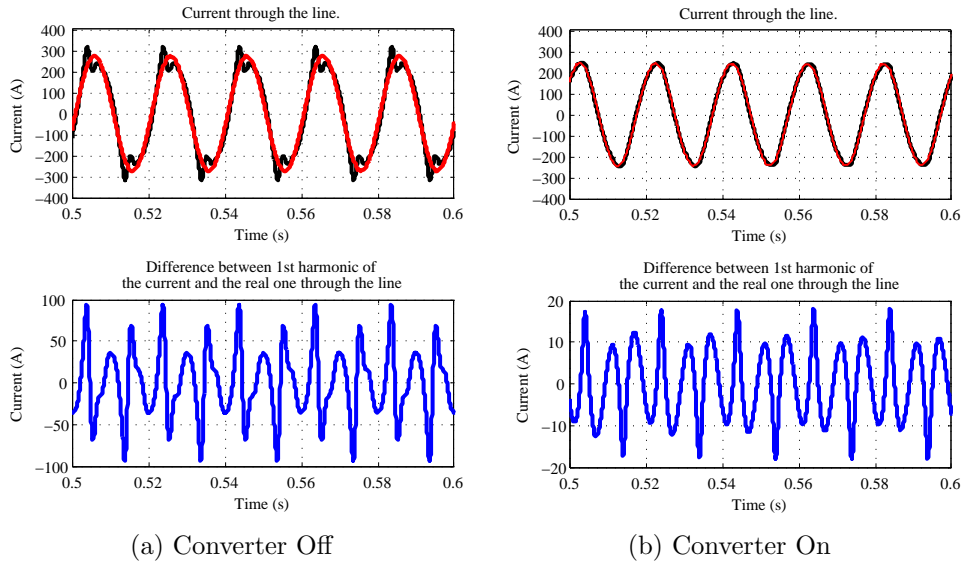 Current through the line.
400
300
200
100
0
−100
−200
−300
−400
Current (A)
0.5 0.52 0.54 0.56 0.58 0.6
Time (s)
Difference between 1st harmonic of
the current and the real one through the line
100
50
0
−50
−100
Current (A)
0.5 0.52 0.54 0.56 0.58 0.6
Time (s)
(a) Converter Off
Current through the line.
400
300
200
100
0
−100
−200
−300
−400
Current (A)
0.5 0.52 0.54 0.56 0.58 0.6
Time (s)
Difference between 1st harmonic of
the current and the real one through the line
20
10
0
−10
−20
Current (A)
0.5 0.52 0.54 0.56 0.58 0.6
Time (s)
(b) Converter On